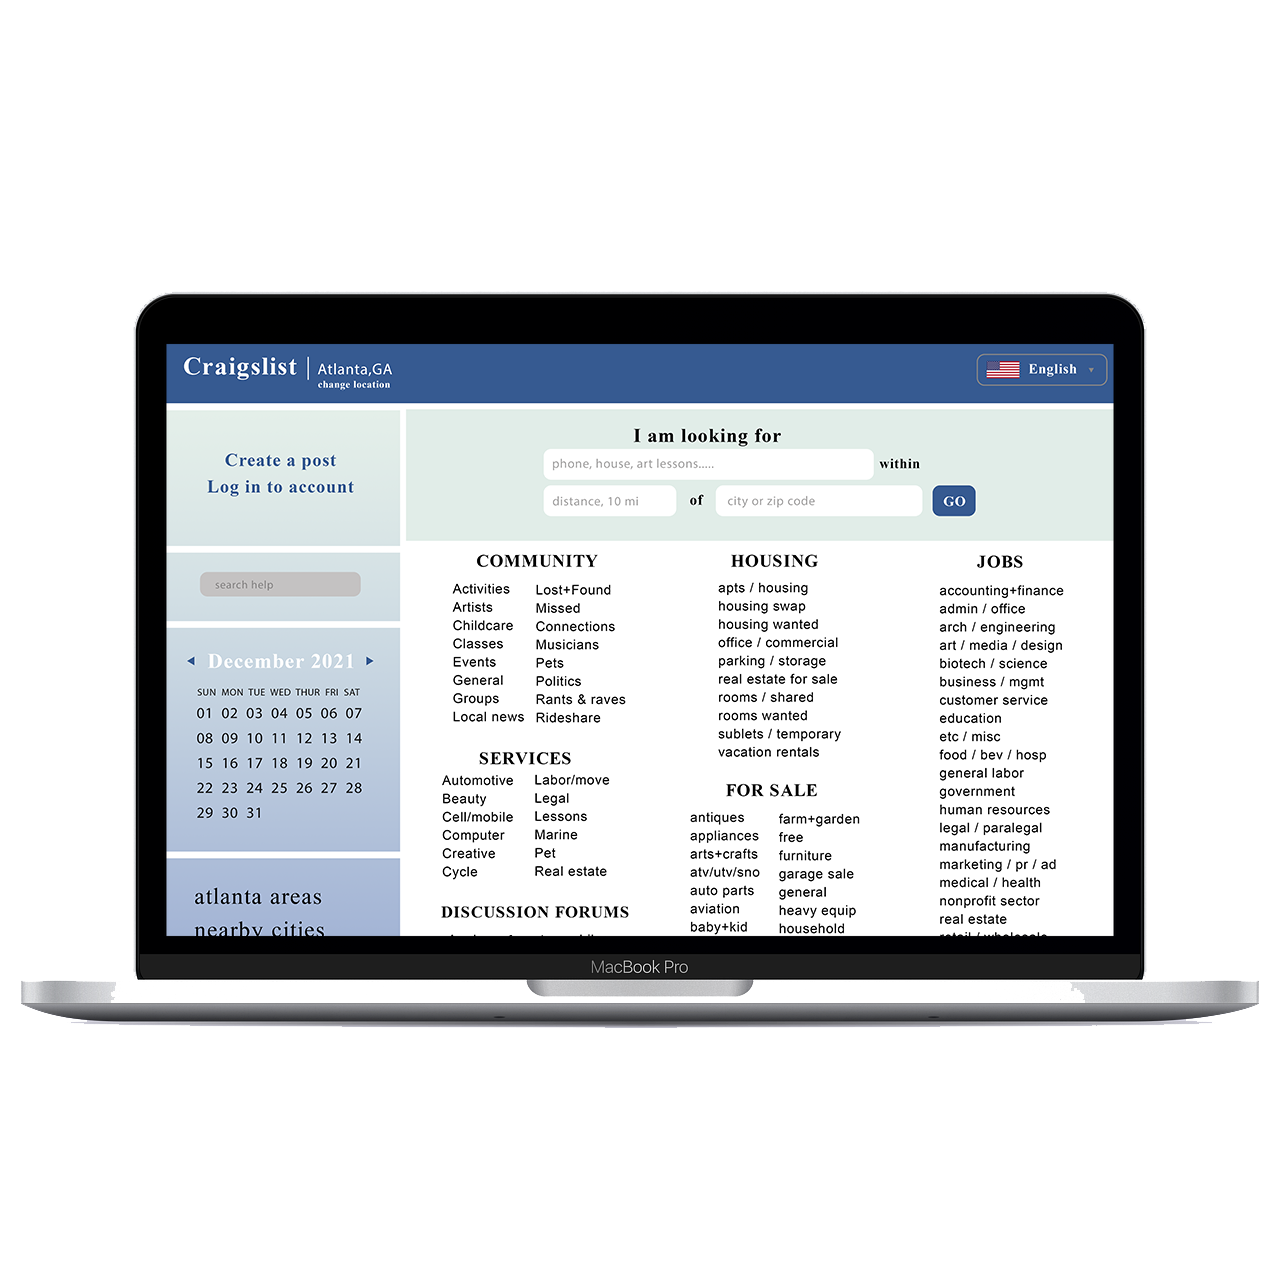 Craigslist
Atlanta,GA
change location
English
Create a post
Log in to account
search help
December 2021
SUN MON TUE WED THUR FRI SAT
01 02 03 04 05 06 07
08 09 10 11 12 13 14
15 16 17 18 19 20 21
22 23 24 25 26 27 28
29 30 31
atlanta areas
nearby cities
I am looking for
phone, house, art lessons.....
within
distance, 10 mi
of
city or zip code
GO
COMMUNITY
Activities
Artists
Childcare
Classes
Events
General
Groups
Local news
Lost+Found
Missed
Connections
Musicians
Pets
Politics
Rants & raves
Rideshare
SERVICES
Automotive
Beauty
Cell/mobile
Computer
Creative
Cycle
Labor/move
Legal
Lessons
Marine
Pet
Real estate
DISCUSSION FORUMS
HOUSING
apts / housing
housing swap
housing wanted
office / commercial
parking / storage
real estate for sale
rooms / shared
rooms wanted
sublets / temporary
vacation rentals
FOR SALE
antiques
appliances
arts+crafts
atv/utv/sno
auto parts
aviation
baby+kid
farm+garden
free
furniture
garage sale
general
heavy equip
household
JOBS
accounting+finance
admin / office
arch / engineering
art / media / design
biotech / science
business / mgmt
customer service
education
etc / misc
food / bev / hosp
general labor
government
human resources
legal / paralegal
manufacturing
marketing / pr / ad
medical / health
nonprofit sector
real estate
retail / wholesale
MacBook Pro